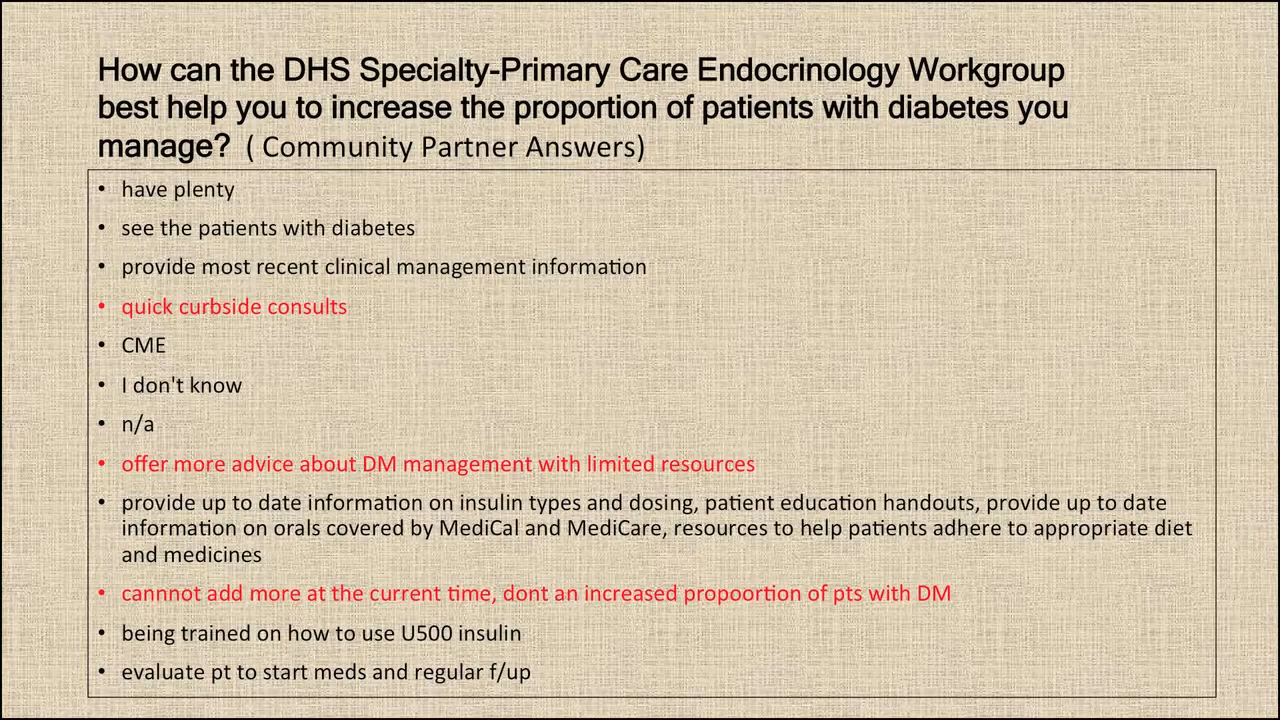 How can the DHS Specialty-Primary Care Endocrinology Workgroup
best help you to increase the proportion of patients with diabetes you
manage? ( Community Partner Answers)
• have plenty
• see the patients with diabetes
• provide most recent clinical management information
• quick curbside consults
• CME
• I don't know
• n/a
• offer more advice about DM management with limited resources
• provide up to date information on insulin types and dosing, patient education handouts, provide up to date
information on orals covered by MediCal and MediCare, resources to help patients adhere to appropriate diet
and medicines
• cannnot add more at the current time, dont an increased propoortion of pts with DM
• being trained on how to use U500 insulin
• evaluate pt to start meds and regular f/up